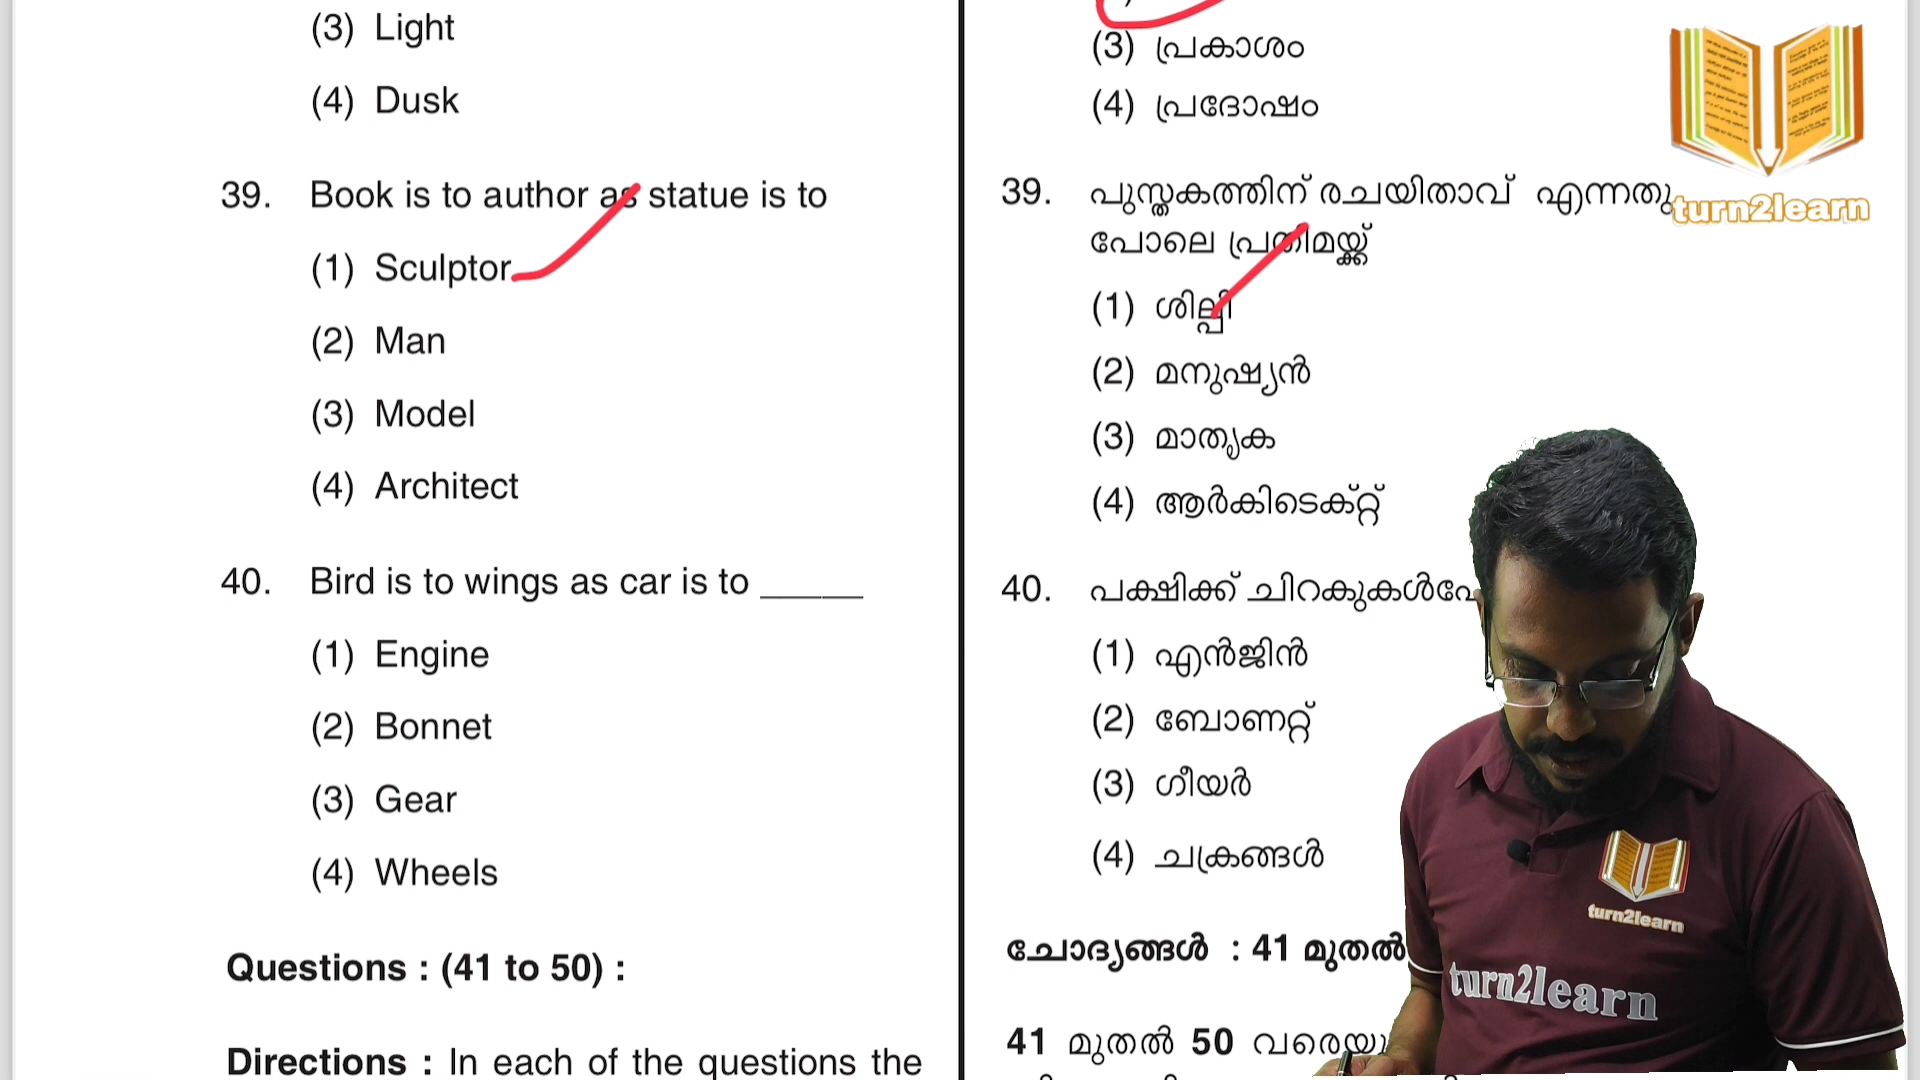 (3) Light
(4) Dusk
39. Book is to author as statue is to
(1) Sculptor
(2) Man
(3) Model
(4) Architect
40. Bird is to wings as car is to ______
(1) Engine
(2) Bonnet
(3) Gear
(4) Wheels
Questions : (41 to 50) :
Directions : In each of the questions the
(3) പ്രകാശം
(4) പ്രദോഷം
39. പുസ്തകത്തിന് രചയിതാവ് എന്നതു
പോലെ പ്രതിമയ്ക്ക്
(1) ശില്പി
(2) മനുഷ്യൻ
(3) മാതൃക
(4) ആർകിടെക്റ്റ്
40. പക്ഷിക്ക് ചിറകുകൾ
(1) എൻജിൻ
(2) ബോണറ്റ്
(3) ഗീയർ
(4) ചക്രങ്ങൾ
ചോദ്യങ്ങൾ : 41 മുതൽ
41 മുതൽ 50
turn2learn
turn2learn
turn2learn